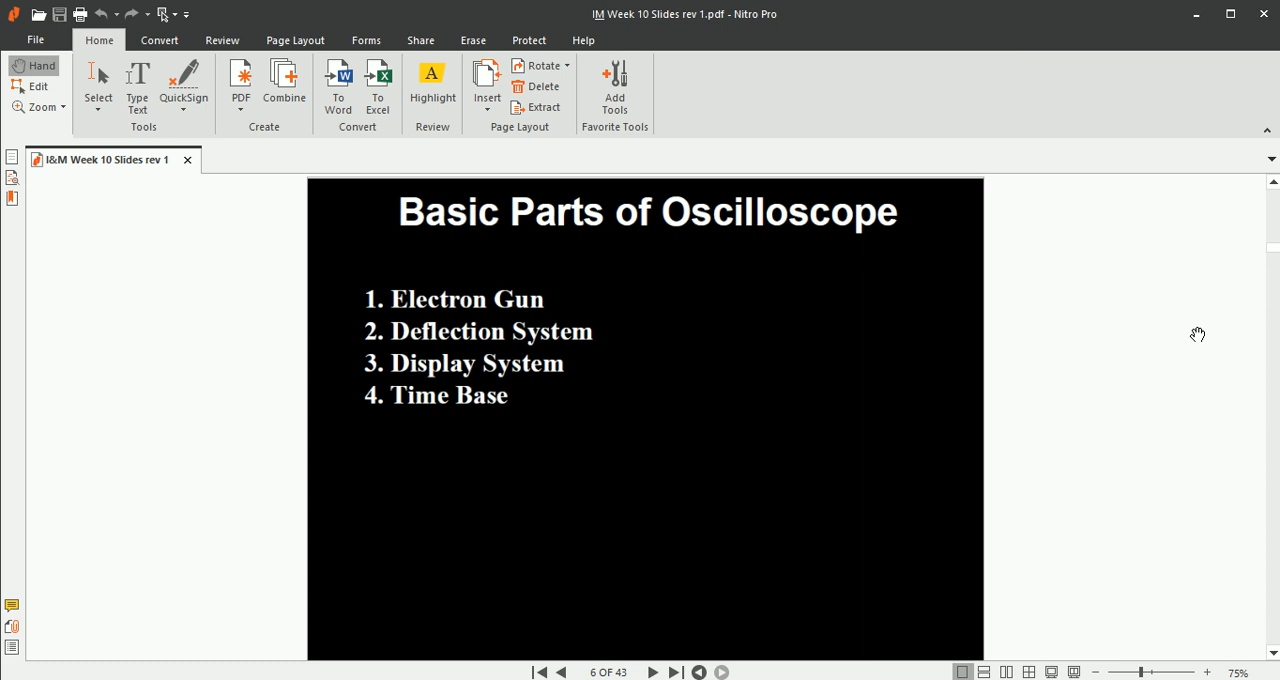 IM Week 10 Slides rev 1.pdf - Nitro Pro
File Home Convert Review Page Layout Forms Share Erase Protect Help
Hand
Edit
Zoom
Select
Type Text
QuickSign
Tools
PDF
Combine
Create
To Word
To Excel
Convert
A
Highlight
Review
Insert
Rotate
Delete
Extract
Page Layout
Add Tools
Favorite Tools
I&M Week 10 Slides rev 1
Basic Parts of Oscilloscope
1. Electron Gun
2. Deflection System
3. Display System
4. Time Base
6 OF 43
75%